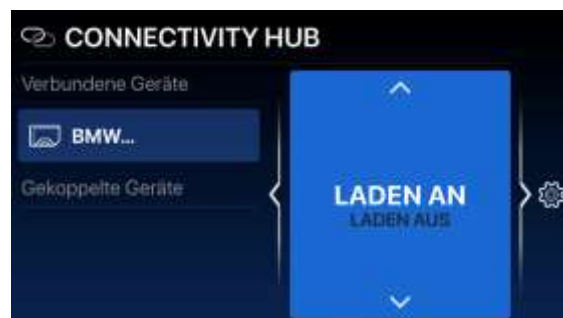 CONNECTIVITY HUB
Verbundene Geräte
BMW...
Gekoppelte Geräte
LADEN AN
LADEN AUS